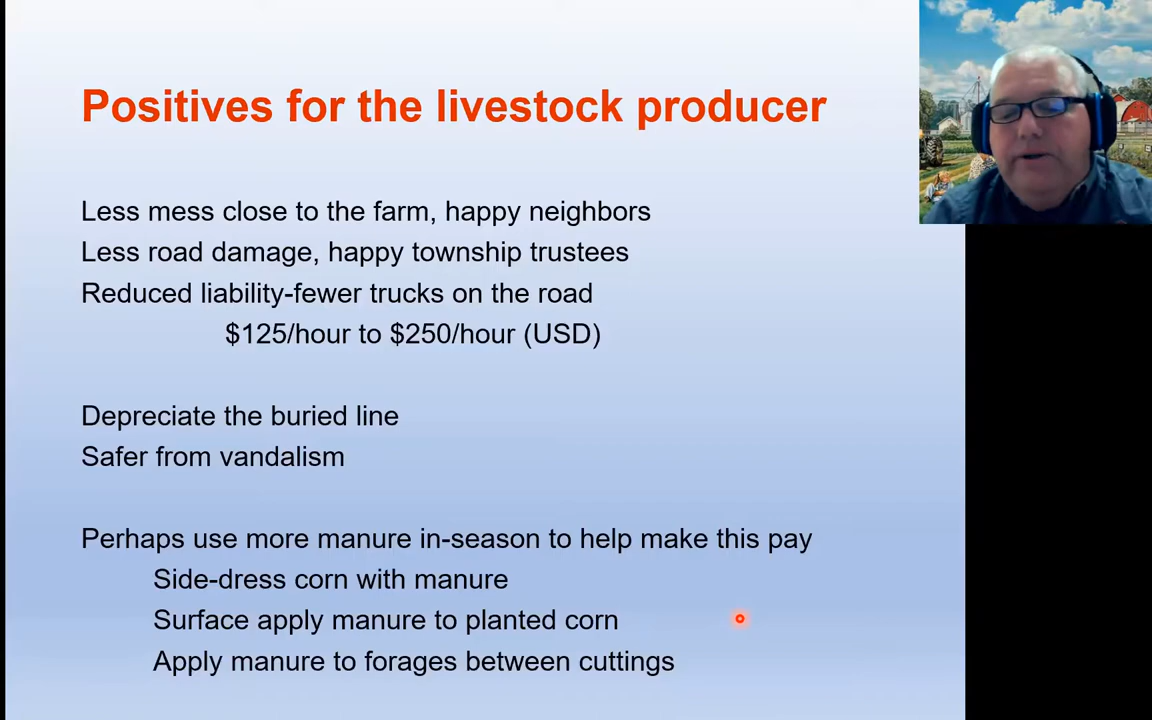 Positives for the livestock producer
Less mess close to the farm, happy neighbors
Less road damage, happy township trustees
Reduced liability-fewer trucks on the road
$125/hour to $250/hour (USD)
Depreciate the buried line
Safer from vandalism
Perhaps use more manure in-season to help make this pay
Side-dress corn with manure
Surface apply manure to planted corn
Apply manure to forages between cuttings